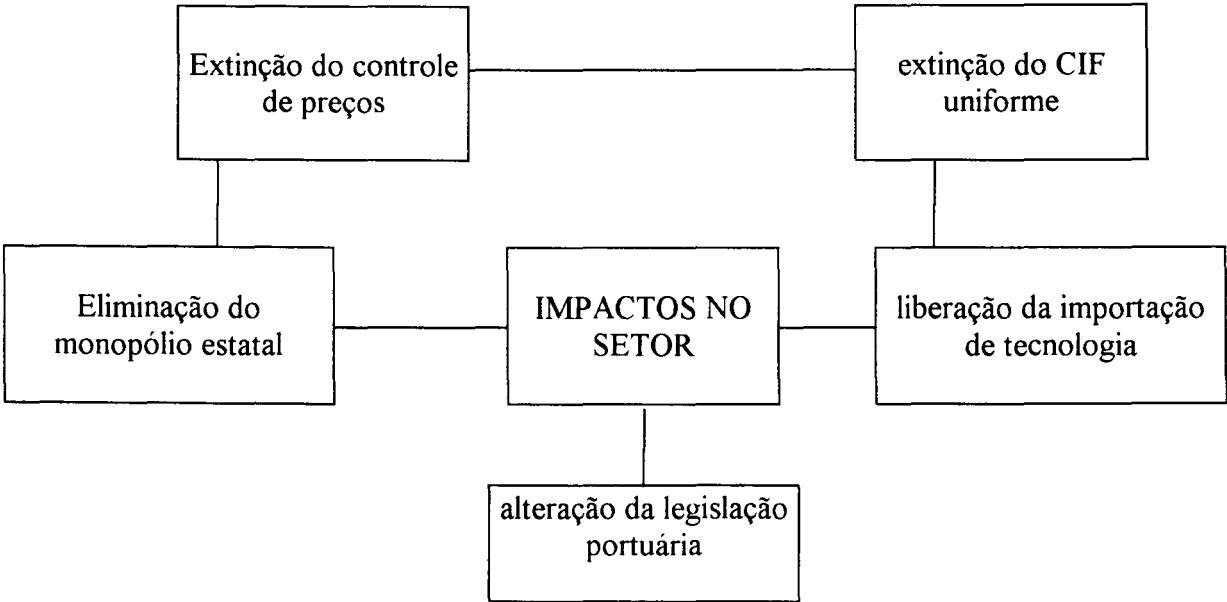 Extinção do controle
de preços
extinção do CIF
uniforme
Eliminação do
monopólio estatal
IMPACTOS NO
SETOR
liberação da importação
de tecnologia
alteração da legislação
portuária